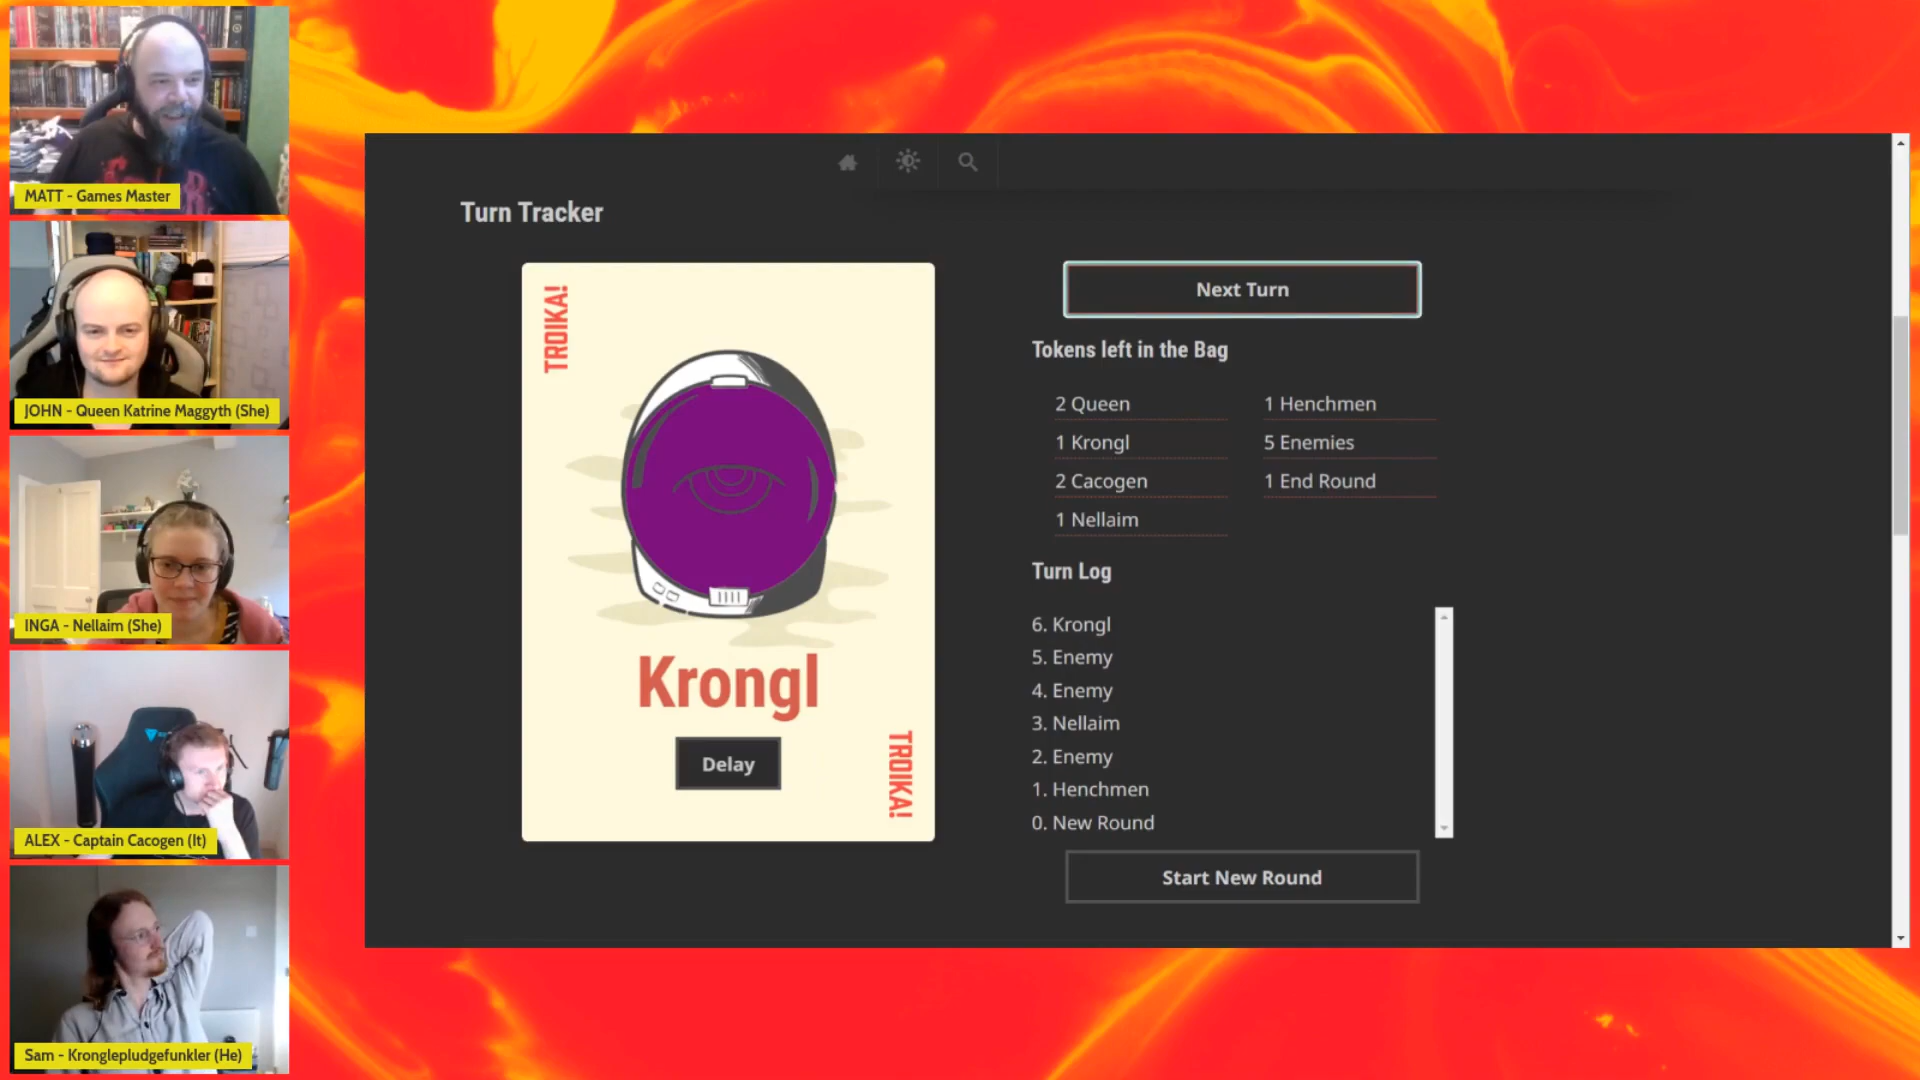 MATT - Games Master
JOHN - Queen Katrine Maggyth (She)
INGA - Nellaim (She)
ALEX - Captain Cacogen (It)
Sam - Kronglepludgefunkler (He)
Turn Tracker
TROIKA!
Krongl
Delay
TROIKA!
Next Turn
Tokens left in the Bag
2 Queen
1 Krongl
2 Cacogen
1 Nellaim
1 Henchmen
5 Enemies
1 End Round
Turn Log
6. Krongl
5. Enemy
4. Enemy
3. Nellaim
2. Enemy
1. Henchmen
0. New Round
Start New Round